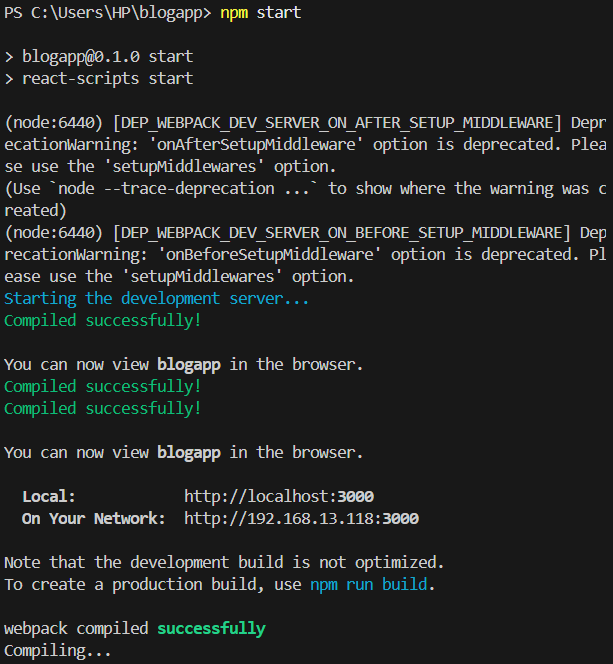 PS C:\Users\HP\blogapp> npm start
> blogapp@0.1.0 start
> react-scripts start
(node:6440) [DEP_WEBPACK_DEV_SERVER_ON_AFTER_SETUP_MIDDLEWARE] Depr
ecationWarning: 'onAfterSetupMiddleware' option is deprecated. Plea
se use the 'setupMiddlewares' option.
(Use `node --trace-deprecation ...` to show where the warning was c
reated)
(node:6440) [DEP_WEBPACK_DEV_SERVER_ON_BEFORE_SETUP_MIDDLEWARE] Dep
recationWarning: 'onBeforeSetupMiddleware' option is deprecated. Pl
ease use the 'setupMiddlewares' option.
Starting the development server...
Compiled successfully!
You can now view blogapp in the browser.
Compiled successfully!
Compiled successfully!
You can now view blogapp in the browser.
Local: http://localhost:3000
On Your Network: http://192.168.13.118:3000
Note that the development build is not optimized.
To create a production build, use npm run build.
webpack compiled successfully
Compiling...